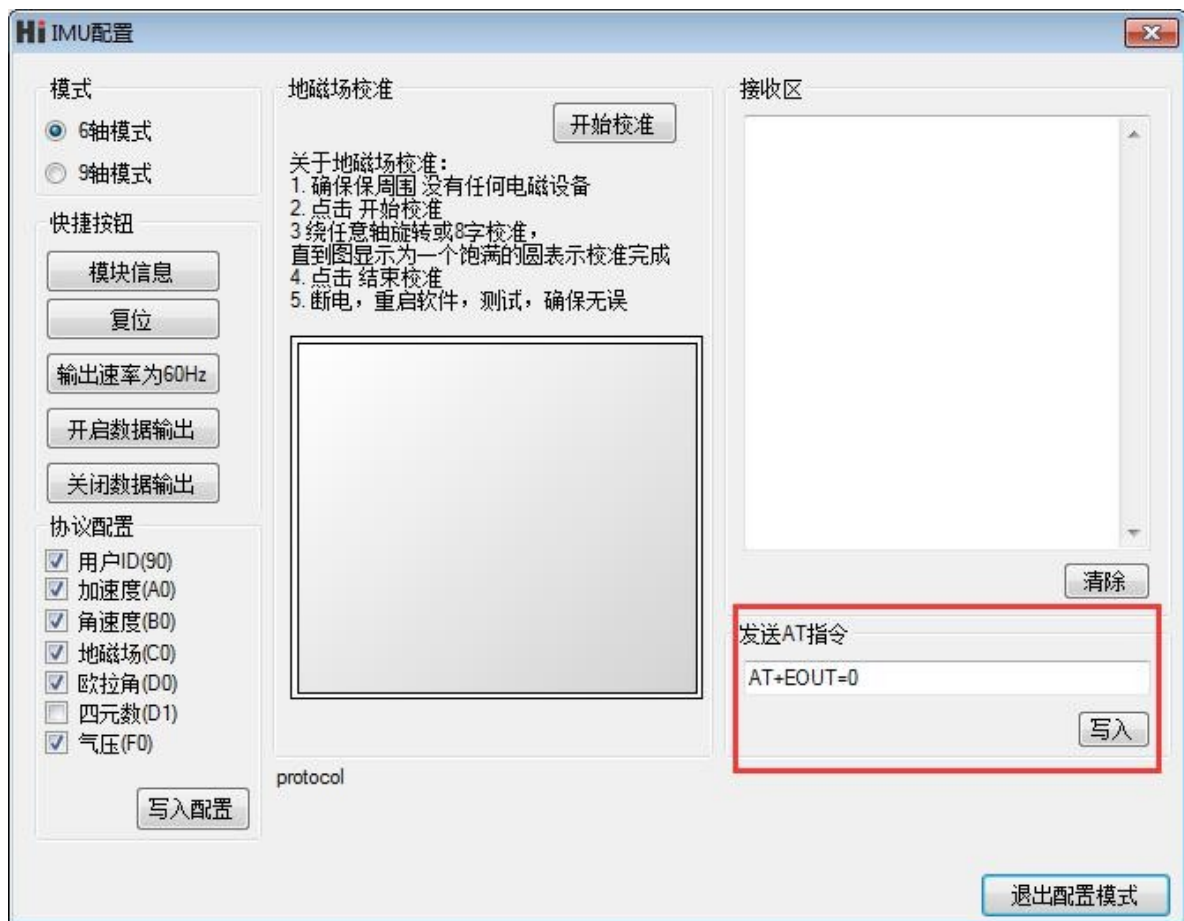 Hi IMU配置
模式
6轴模式
9轴模式
快捷按钮
模块信息
复位
输出速率为60Hz
开启数据输出
关闭数据输出
协议配置
用户ID(90)
加速度(A0)
角速度(B0)
地磁场(C0)
欧拉角(D0)
四元数(D1)
气压(F0)
写入配置
地磁场校准
开始校准
关于地磁场校准：
1. 确保保周围 没有任何电磁设备
2. 点击 开始校准
3 绕任意轴旋转或8字校准，
直到图显示为一个饱满的圆表示校准完成
4. 点击 结束校准
5. 断电，重启软件，测试，确保无误
protocol
接收区
清除
发送AT指令
AT+EOUT=0
写入
退出配置模式